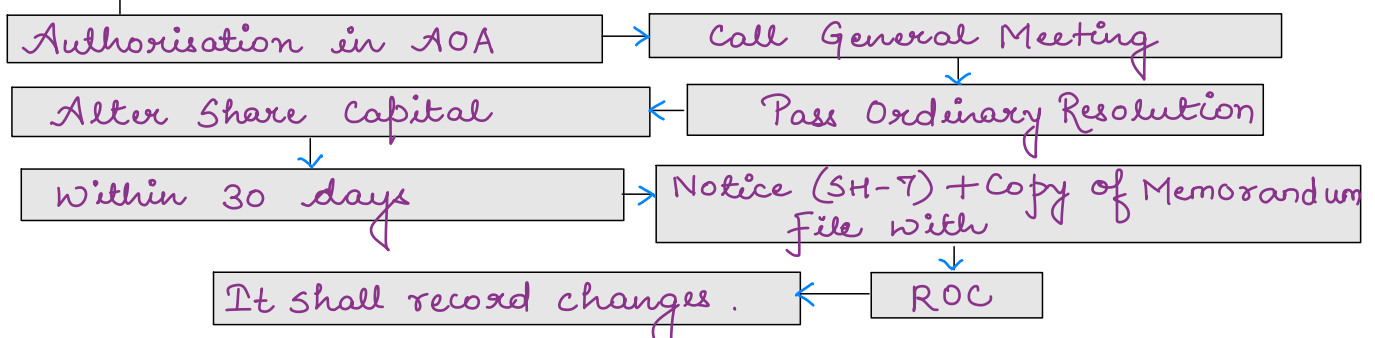 Authorisation in AOA
Call General Meeting
Pass Ordinary Resolution
Alter Share Capital
Within 30 days
Notice (SH-7) + Copy of Memorandum
File with
ROC
It shall record changes.